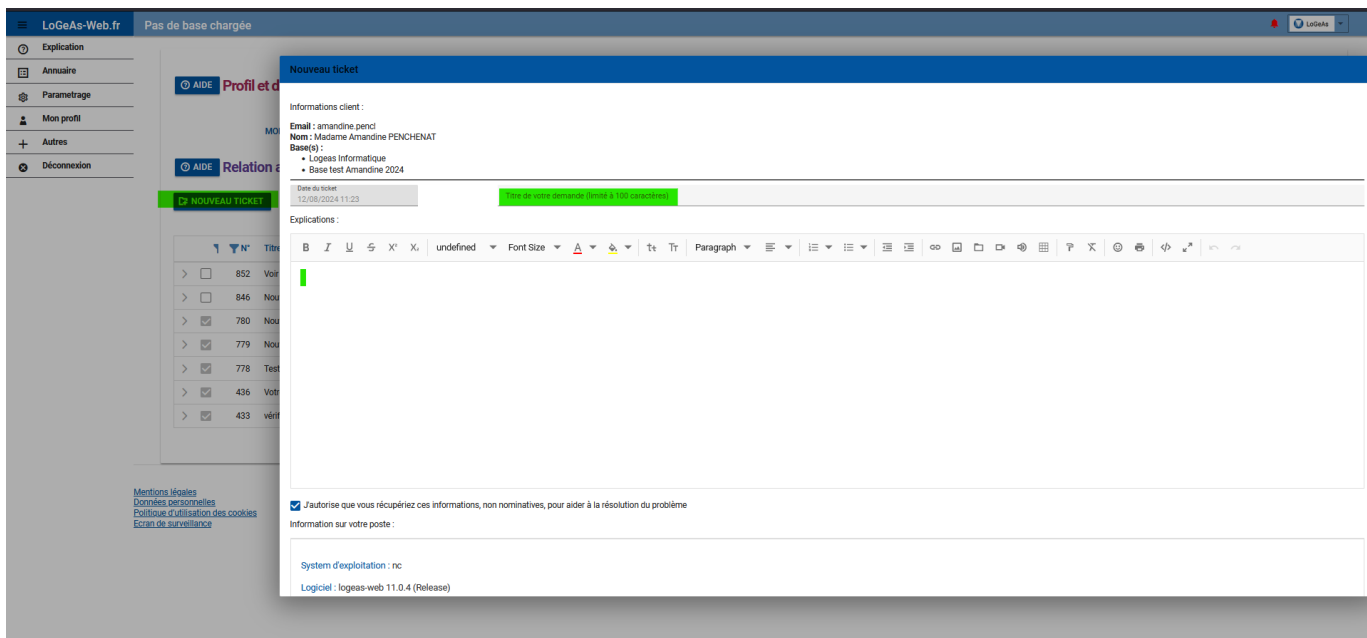 LoGeAs-Web.fr
Pas de base chargée
LoGeAs
Explication
Annuaire
Parametrage
Mon profil
Autres
Déconnexion
AIDE
Profil et d
MO
AIDE
Relation a
NOUVEAU TICKET
N°
Titre
852 Voir
846 Nou
780 Nou
779 Nou
778 Test
436 Votr
433 vérif
Mentions légales
Données personnelles
Politique d'utilisation des cookies
Ecran de surveillance
Nouveau ticket
Informations client :
Email : amandine.pencl
Nom : Madame Amandine PENCHENAT
Base(s) :
• Logeas Informatique
• Base test Amandine 2024
Date du ticket
12/08/2024 11:23
Titre de votre demande (limité à 100 caractères)
Explications :
B I U S X² X₂ undefined Font Size A tt TT Paragraph
J'autorise que vous récupériez ces informations, non nominatives, pour aider à la résolution du problème
Information sur votre poste :
System d'exploitation : nc
Logiciel : logeas-web 11.0.4 (Release)